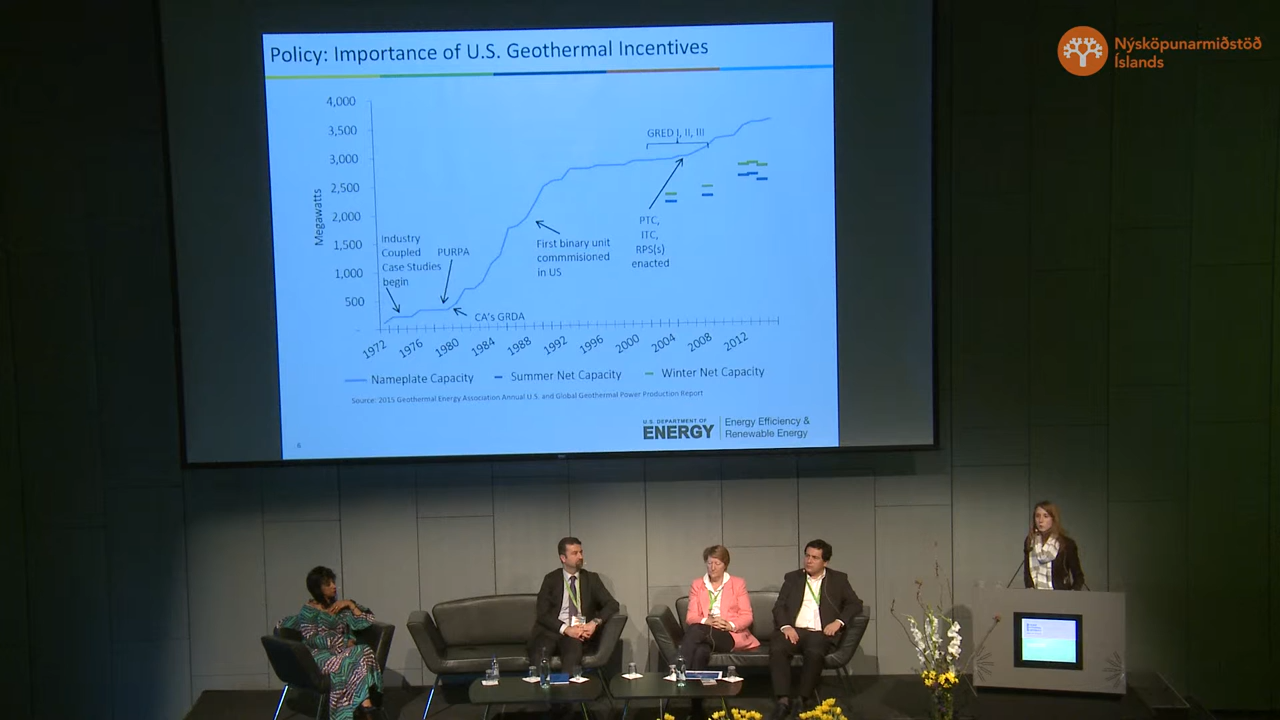 Policy: Importance of U.S. Geothermal Incentives
Nýsköpunarmiðstöð
Íslands
4,000
3,500
3,000
2,500
2,000
1,500
1,000
500
-
Megawatts
Industry
Coupled
Case Studies
begin
PURPA
CA's GRDA
First binary unit
commmisioned
in US
GRED I, II, III
PTC,
ITC,
RPS(s)
enacted
1972
1976
1980
1984
1988
1992
1996
2000
2004
2008
2012
Nameplate Capacity
Summer Net Capacity
Winter Net Capacity
Source: 2015 Geothermal Energy Association Annual U.S. and Global Geothermal Power Production Report
6
U.S. DEPARTMENT OF
ENERGY
Energy Efficiency &
Renewable Energy